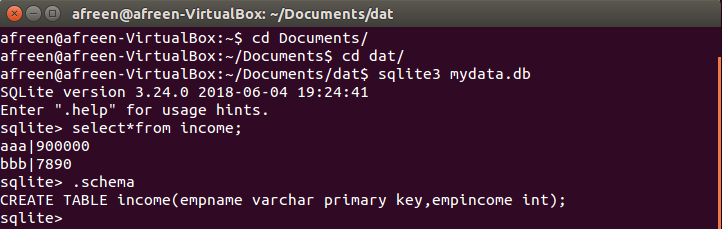 afreen@afreen-VirtualBox: ~/Documents/dat
afreen@afreen-VirtualBox:~$ cd Documents/
afreen@afreen-VirtualBox:~/Documents$ cd dat/
afreen@afreen-VirtualBox:~/Documents/dat$ sqlite3 mydata.db
SQLite version 3.24.0 2018-06-04 19:24:41
Enter ".help" for usage hints.
sqlite> select*from income;
aaa|900000
bbb|7890
sqlite> .schema
CREATE TABLE income(empname varchar primary key,empincome int);
sqlite>